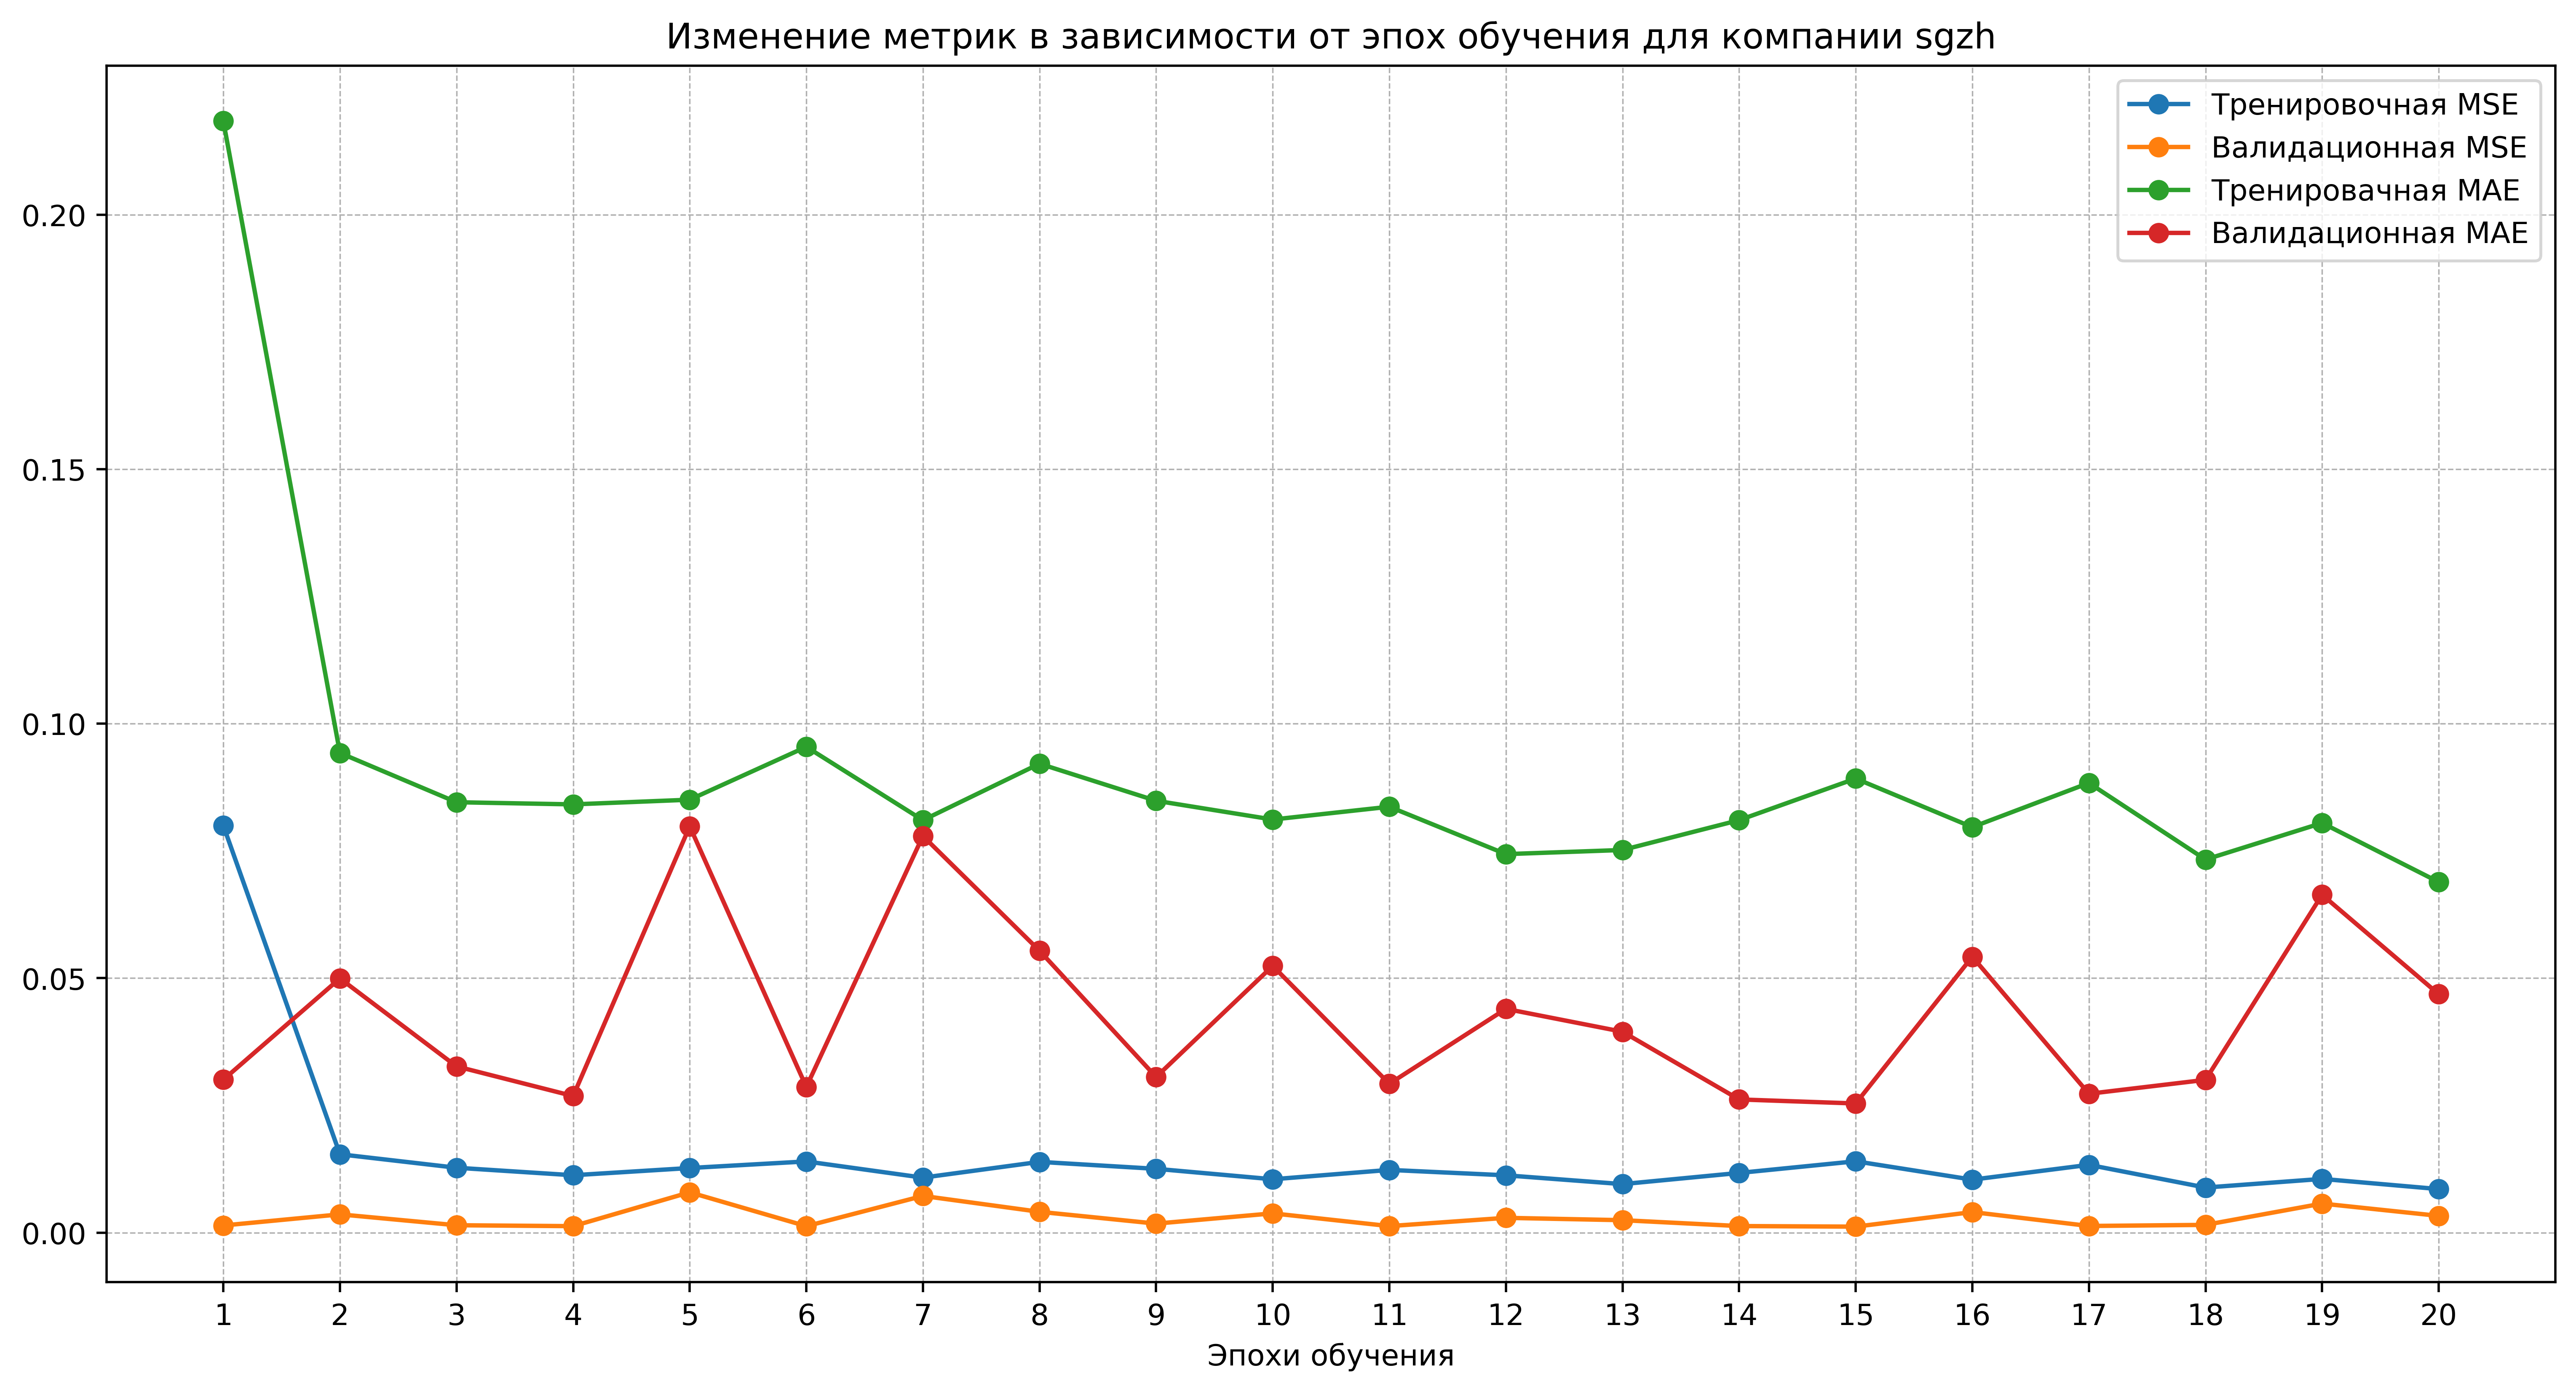 Изменение метрик в зависимости от эпох обучения для компании sgzh
Тренировочная MSE
Валидационная MSE
Тренировачная MAE
Валидационная MAE
0.20
0.15
0.10
0.05
0.00
1 2 3 4 5 6 7 8 9 10 11 12 13 14 15 16 17 18 19 20
Эпохи обучения